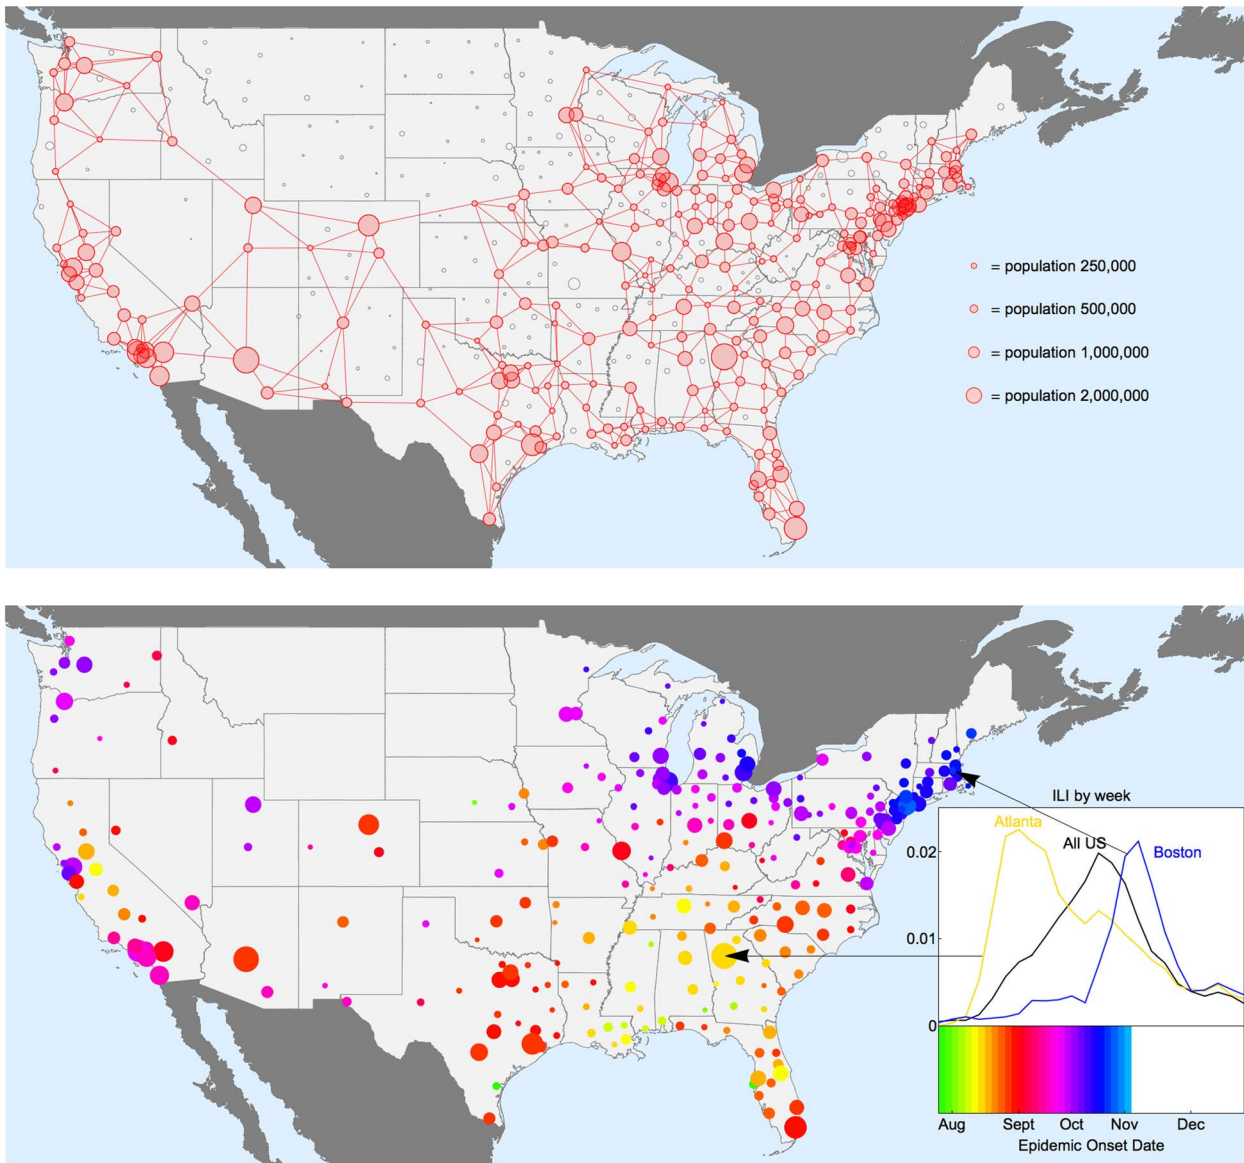 = population 250,000
= population 500,000
= population 1,000,000
= population 2,000,000
ILI by week
Atlanta
All US
Boston
0.02
0.01
0
Aug Sept Oct Nov Dec
Epidemic Onset Date